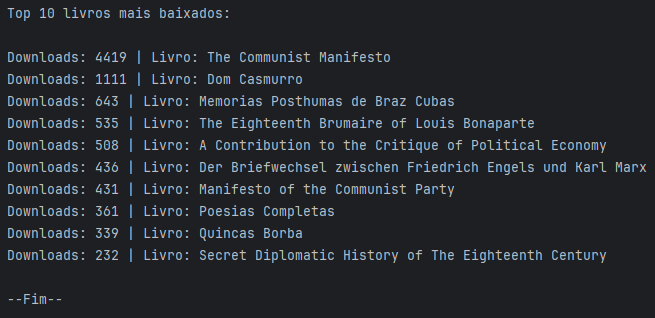 Top 10 livros mais baixados:
Downloads: 4419 | Livro: The Communist Manifesto
Downloads: 1111 | Livro: Dom Casmurro
Downloads: 643 | Livro: Memorias Posthumas de Braz Cubas
Downloads: 535 | Livro: The Eighteenth Brumaire of Louis Bonaparte
Downloads: 508 | Livro: A Contribution to the Critique of Political Economy
Downloads: 436 | Livro: Der Briefwechsel zwischen Friedrich Engels und Karl Marx
Downloads: 431 | Livro: Manifesto of the Communist Party
Downloads: 361 | Livro: Poesias Completas
Downloads: 339 | Livro: Quincas Borba
Downloads: 232 | Livro: Secret Diplomatic History of The Eighteenth Century
--Fim--